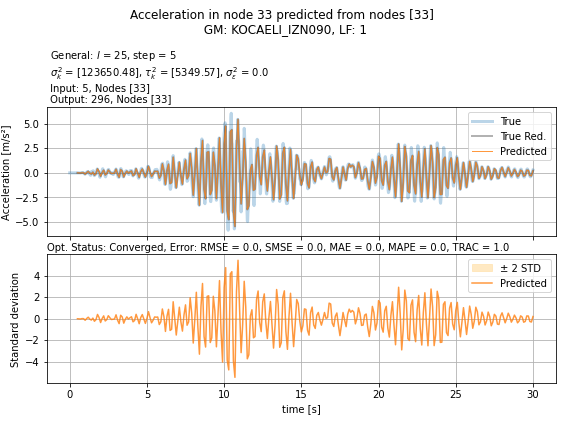 Acceleration in node 33 predicted from nodes [33]
GM: KOCAELI_IZN090, LF: 1
General: l = 25, step = 5
σ²ₖ = [123650.48], τ²ₖ = [5349.57], σ²ε = 0.0
Input: 5, Nodes [33]
Output: 296, Nodes [33]
Acceleration [m/s²]
5.0
2.5
0.0
−2.5
−5.0
True
True Red.
Predicted
Opt. Status: Converged, Error: RMSE = 0.0, SMSE = 0.0, MAE = 0.0, MAPE = 0.0, TRAC = 1.0
Standard deviation
4
2
0
−2
−4
± 2 STD
Predicted
0 5 10 15 20 25 30
time [s]